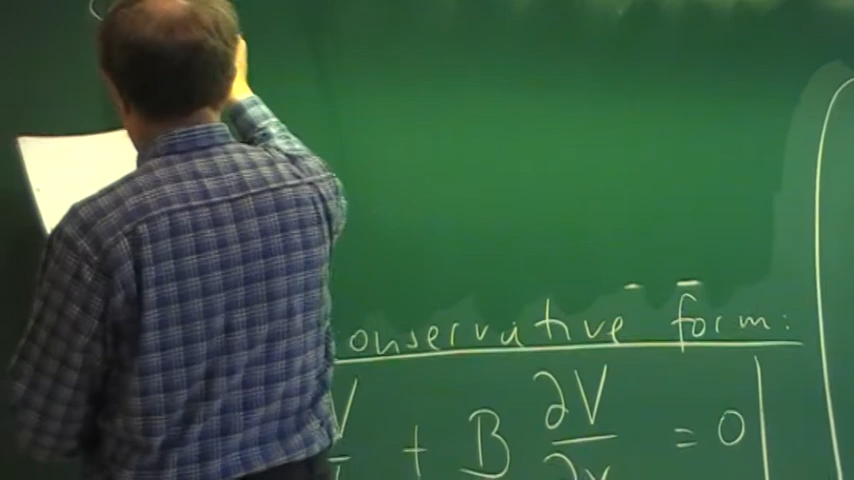 onservative form:
V + B ∂V = 0
∂x